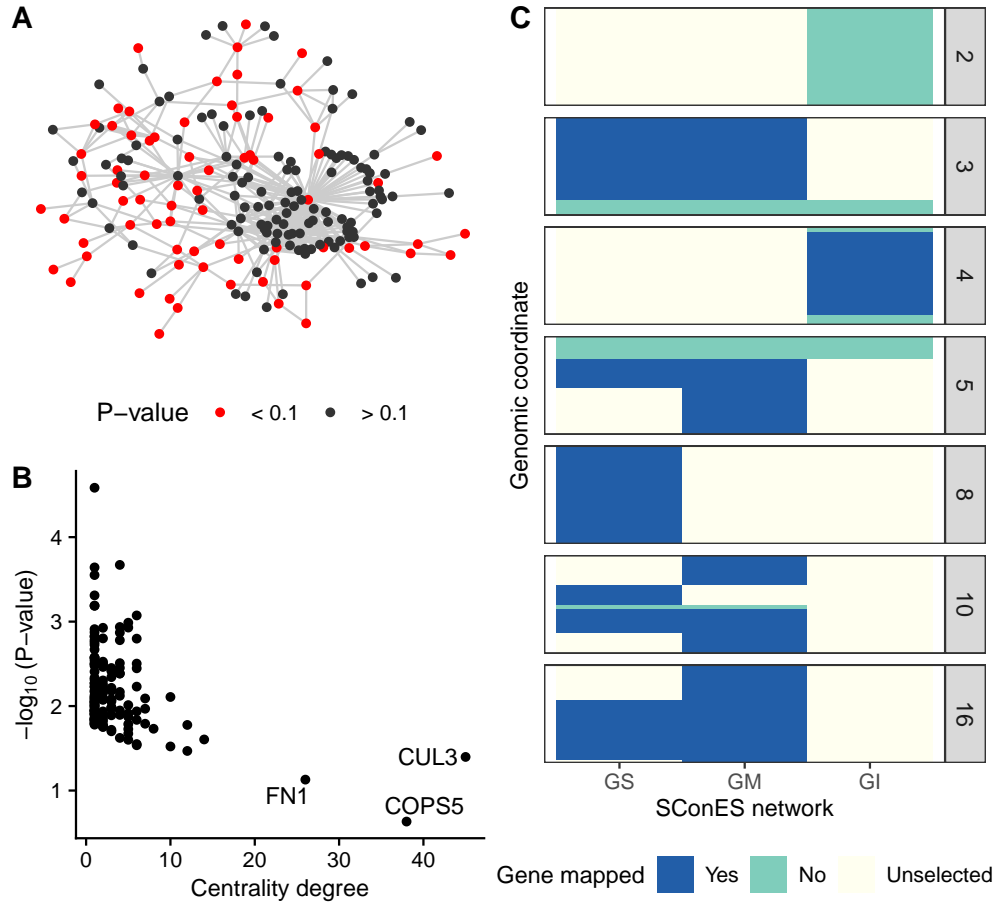 A
P−value < 0.1 > 0.1
B
−log10 (P−value)
4
3
2
1
CUL3
FN1
COPS5
0 10 20 30 40
Centrality degree
C
Genomic coordinate
2
3
4
5
8
10
16
GS GM GI
SConES network
Gene mapped Yes No Unselected